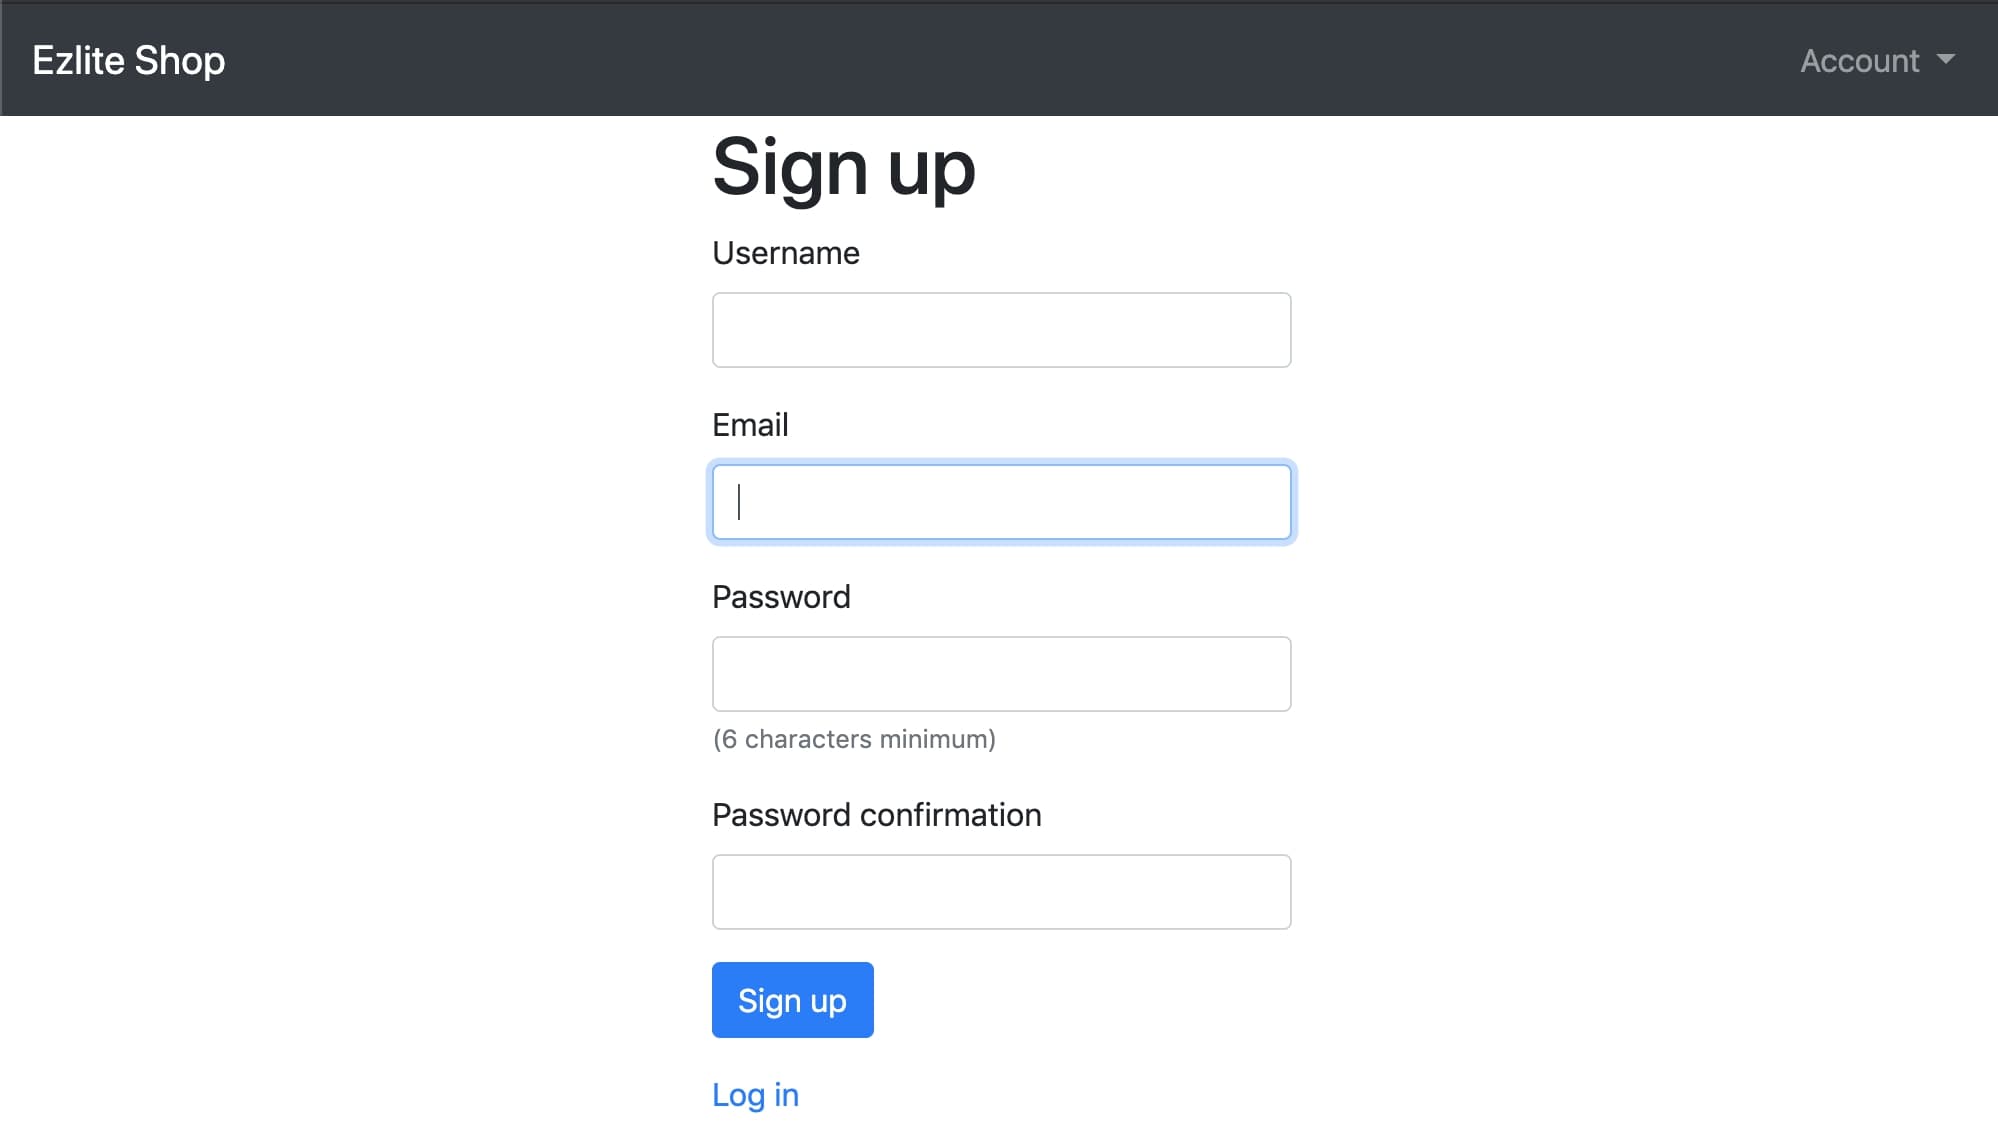 Ezlite Shop
Account
Sign up
Username
Email
Password
(6 characters minimum)
Password confirmation
Sign up
Log in